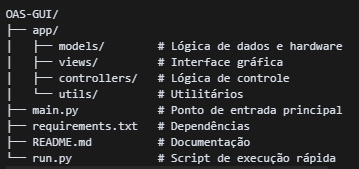 OAS-GUI/
├── app/
│   ├── models/        # Lógica de dados e hardware
│   ├── views/         # Interface gráfica
│   ├── controllers/   # Lógica de controle
│   └── utils/         # Utilitários
├── main.py            # Ponto de entrada principal
├── requirements.txt   # Dependências
├── README.md          # Documentação
└── run.py             # Script de execução rápida